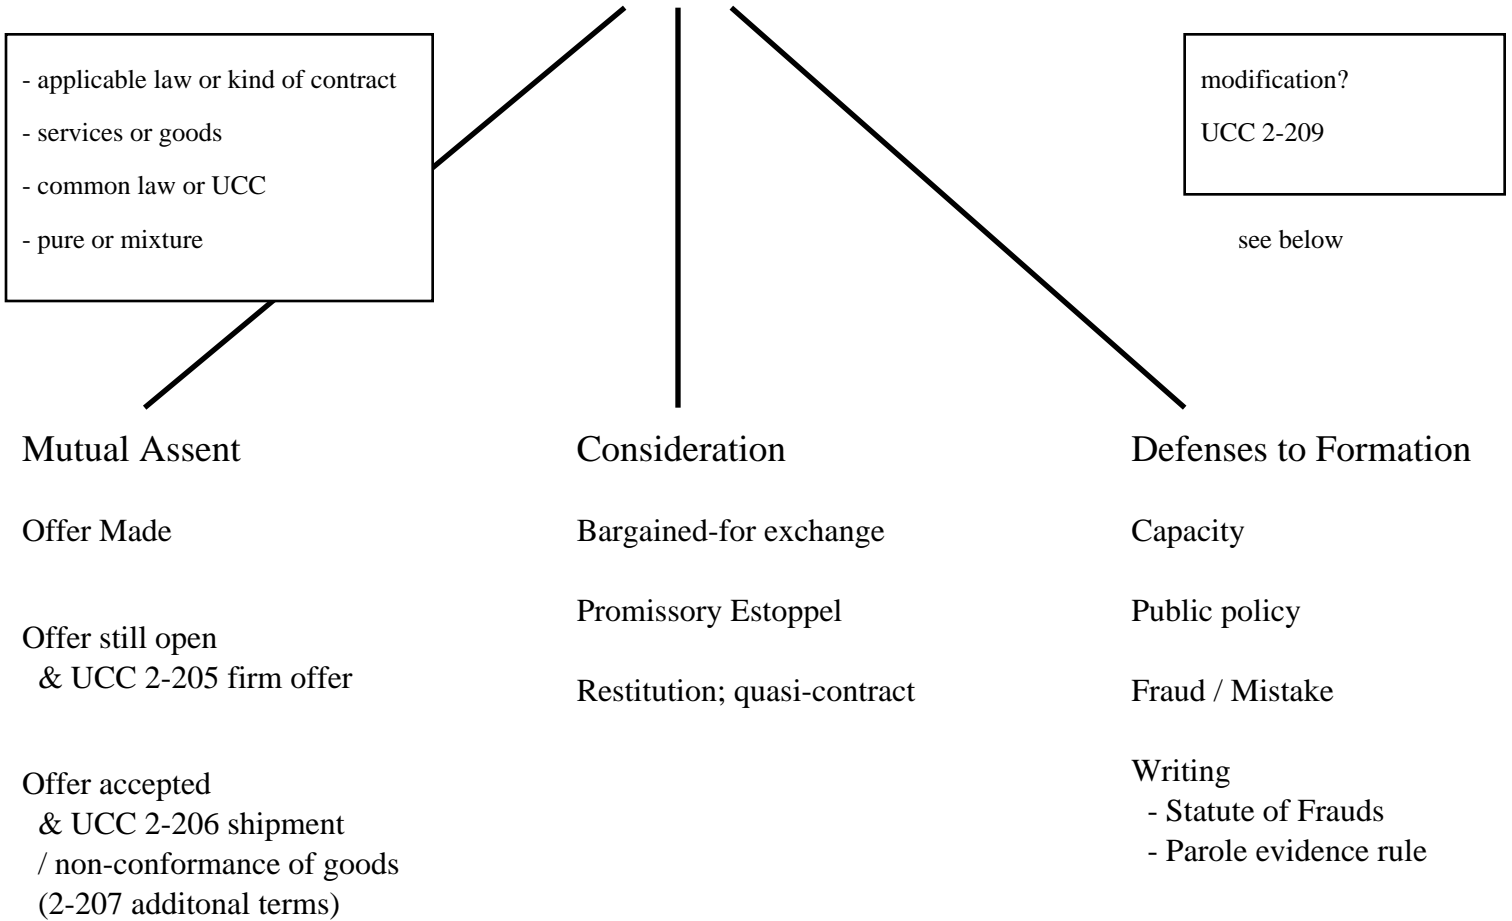 - applicable law or kind of contract
- services or goods
- common law or UCC
- pure or mixture
modification?
UCC 2-209
see below
Mutual Assent
Offer Made
Offer still open
& UCC 2-205 firm offer
Offer accepted
& UCC 2-206 shipment
/ non-conformance of goods
(2-207 additonal terms)
Consideration
Bargained-for exchange
Promissory Estoppel
Restitution; quasi-contract
Defenses to Formation
Capacity
Public policy
Fraud / Mistake
Writing
- Statute of Frauds
- Parole evidence rule